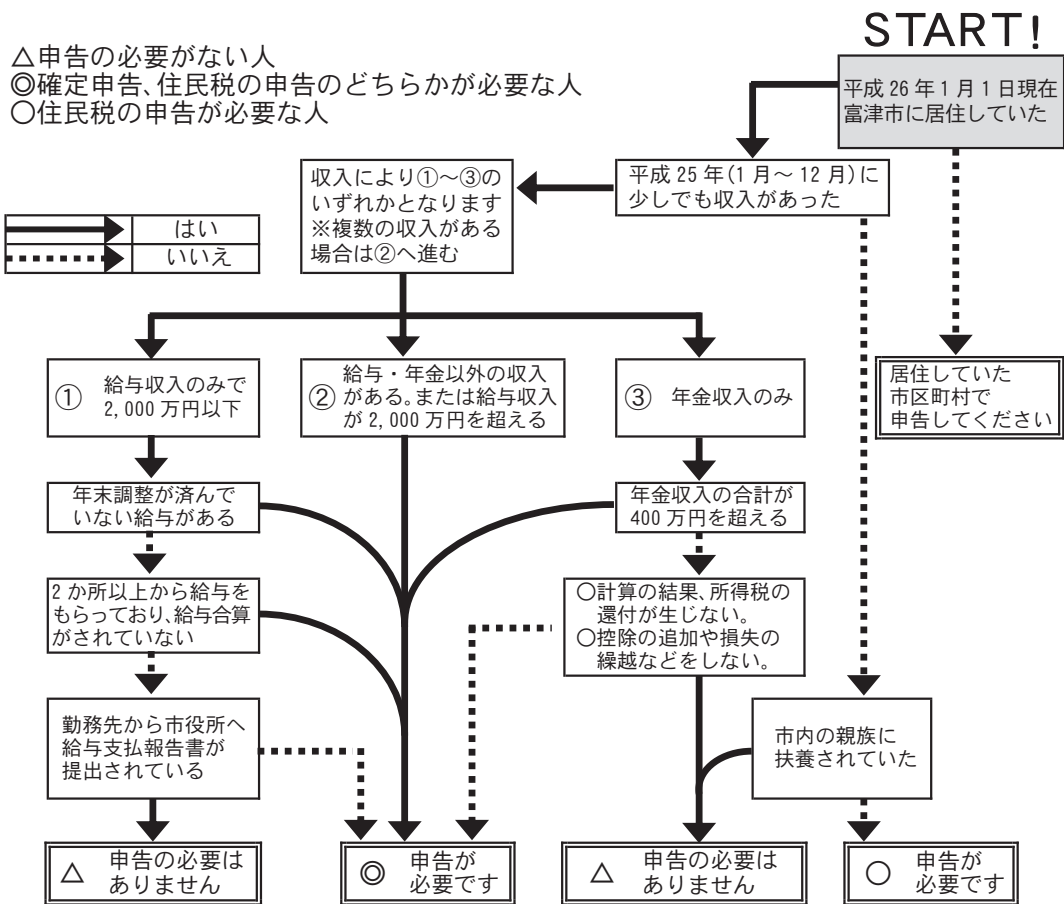 START!
△申告の必要がない人
◎確定申告、住民税の申告のどちらかが必要な人
○住民税の申告が必要な人
平成 26 年 1 月 1 日現在
富津市に居住していた
収入により①～③の
いずれかとなります
※複数の収入がある
場合は②へ進む
平成 25 年(1 月～ 12 月)に
少しでも収入があった
はい
いいえ
① 給与収入のみで
2,000 万円以下
② 給与・年金以外の収入
がある。または給与収入
が 2,000 万円を超える
③ 年金収入のみ
居住していた
市区町村で
申告してください
年末調整が済んで
いない給与がある
年金収入の合計が
400 万円を超える
2 か所以上から給与を
もらっており、給与合算
がされていない
○計算の結果、所得税の
還付が生じない。
○控除の追加や損失の
繰越などをしない。
勤務先から市役所へ
給与支払報告書が
提出されている
市内の親族に
扶養されていた
△ 申告の必要は
ありません
◎ 申告が
必要です
△ 申告の必要は
ありません
○ 申告が
必要です